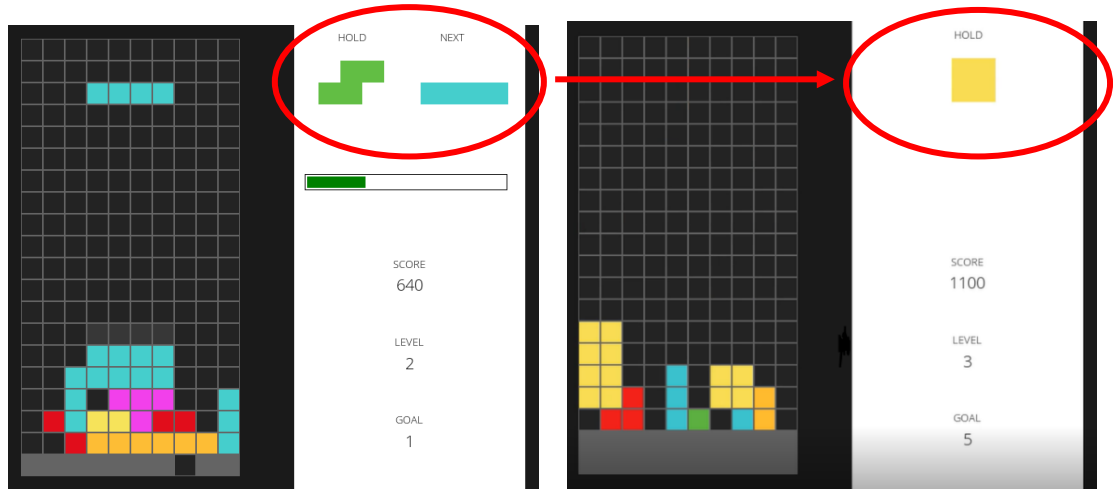 HOLD NEXT
SCORE
640
LEVEL
2
GOAL
1
HOLD
SCORE
1100
LEVEL
3
GOAL
5